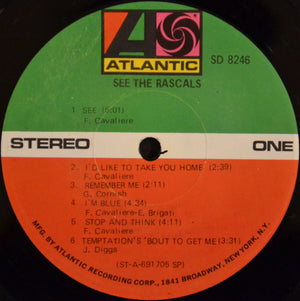 ATLANTIC
SD 8246
SEE THE RASCALS
1 SEE (5:01)
F. Cavaliere
STEREO
ONE
2 I'D LIKE TO TAKE YOU HOME (2:39)
F. Cavaliere
3 REMEMBER ME (2:11)
G. Cornish
4 I'M BLUE (4.34)
F. Cavaliere-E. Brigati
5 STOP AND THINK (4:11)
F. Cavaliere
6 TEMPTATION'S 'BOUT TO GET ME (3:31)
J. Diggs
(ST-A-691705 SP)
MFG. BY ATLANTIC RECORDING CORP., 1841 BROADWAY, NEW YORK, N.Y.